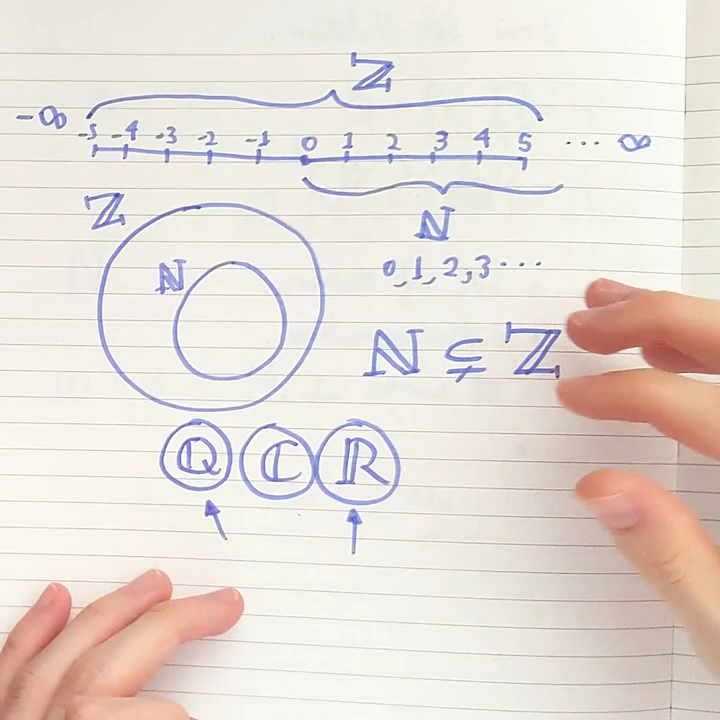 ℤ
-∞ -5 -4 -3 -2 -1 0 1 2 3 4 5 ... ∞
ℤ
ℕ
ℕ
0, 1, 2, 3 ...
ℕ ⊊ ℤ
ℚ ℂ ℝ